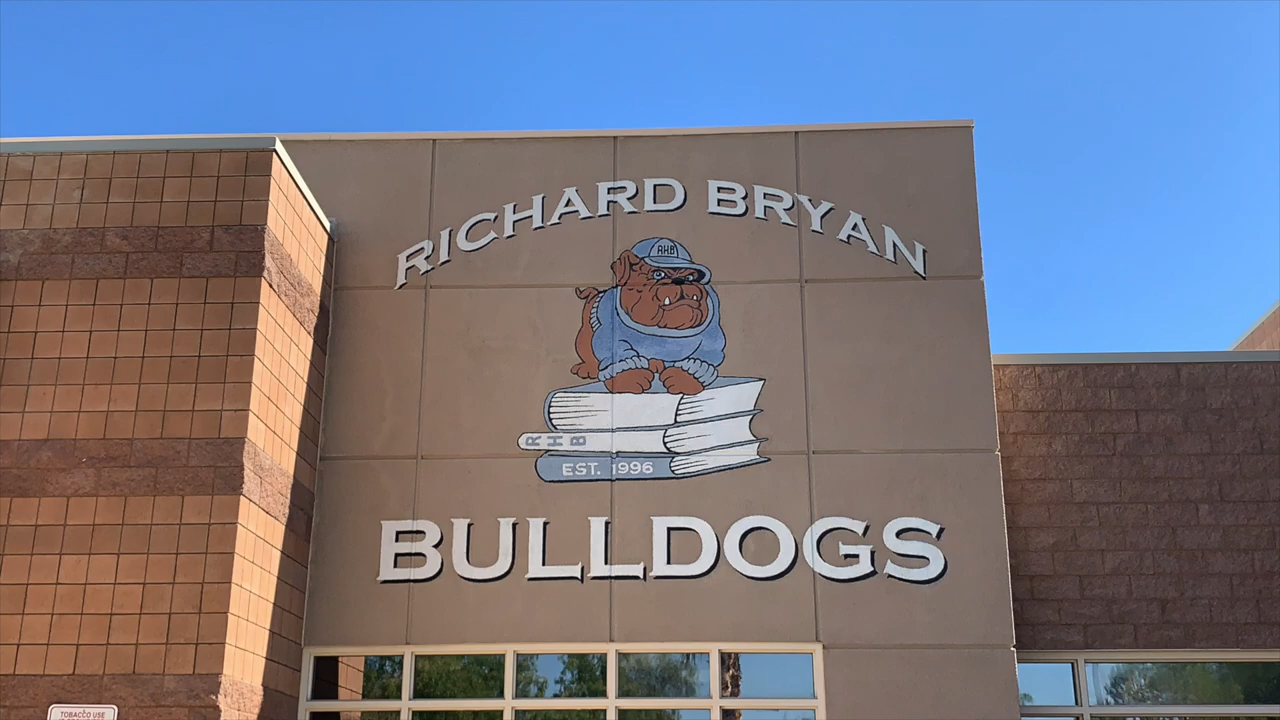 RICHARD BRYAN
RHB
RHB
EST. 1996
BULLDOGS
TOBACCO USE